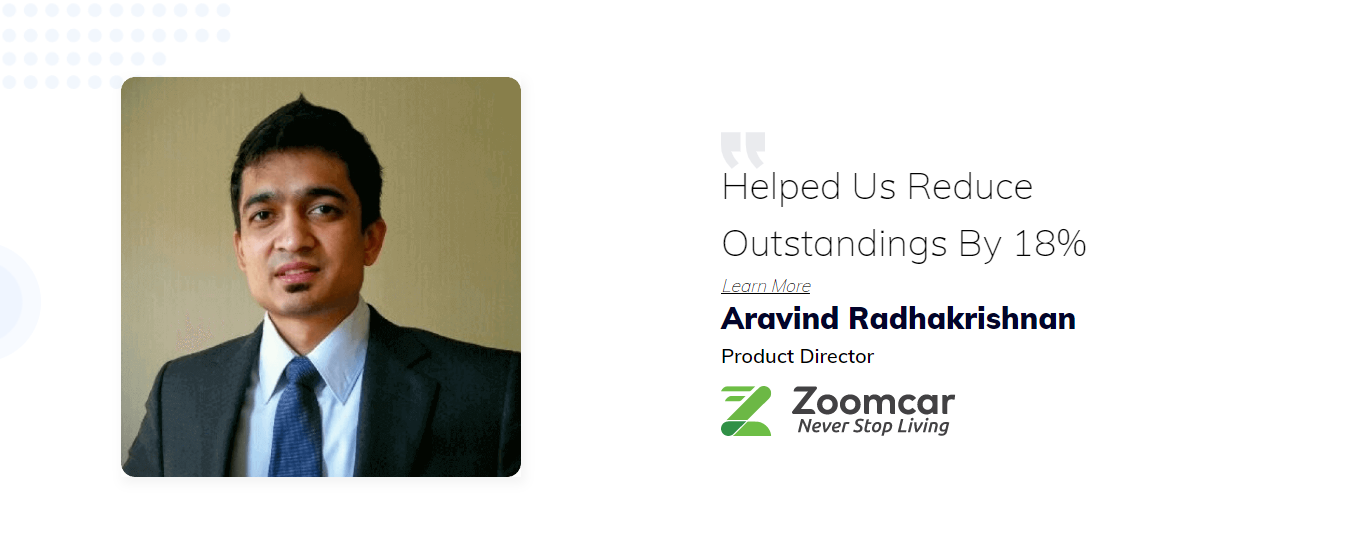 Helped Us Reduce
Outstandings By 18%
Learn More
Aravind Radhakrishnan
Product Director
Zoomcar
Never Stop Living